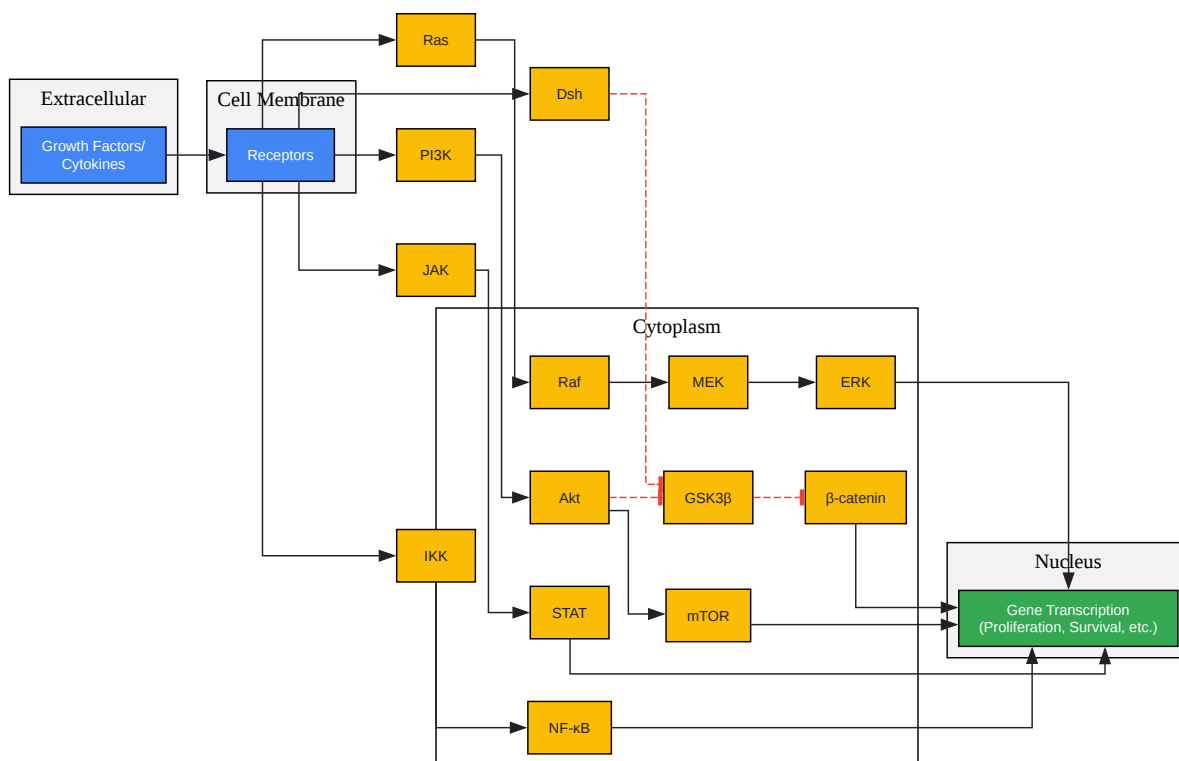 Ras
Extracellular
Cell Membrane
Dsh
Growth Factors/
Cytokines
Receptors
PI3K
JAK
Cytoplasm
Raf
MEK
ERK
Akt
GSK3β
β-catenin
IKK
Nucleus
STAT
mTOR
Gene Transcription
(Proliferation, Survival, etc.)
NF-κB